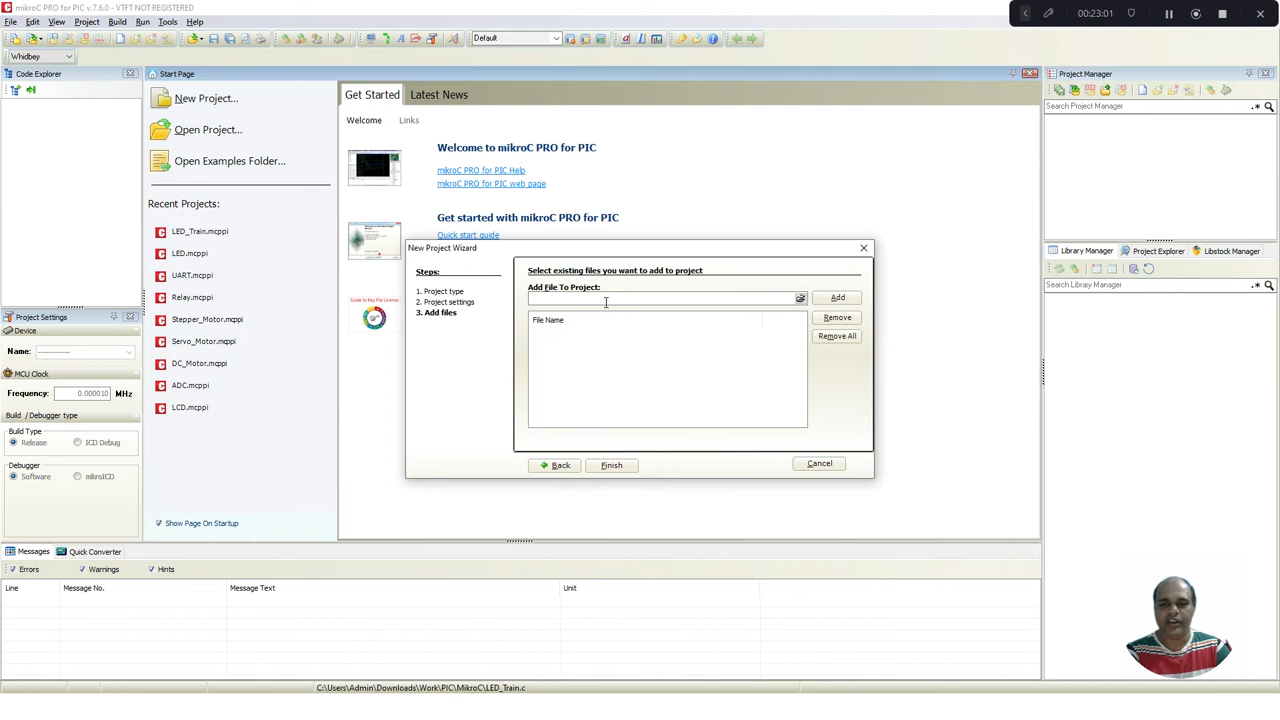 mikroC PRO for PIC v.7.6.0 - VTFT NOT REGISTERED
00:23:01
File Edit View Project Build Run Tools Help
Default
Whidbey
Code Explorer
Start Page
Project Manager
New Project...
Open Project...
Open Examples Folder...
Recent Projects:
LED_Train.mcppi
LED.mcppi
UART.mcppi
Relay.mcppi
Stepper_Motor.mcppi
Servo_Motor.mcppi
DC_Motor.mcppi
ADC.mcppi
LCD.mcppi
Show Page On Startup
Get Started Latest News
Welcome Links
Welcome to mikroC PRO for PIC
mikroC PRO for PIC Help
mikroC PRO for PIC web page
Get started with mikroC PRO for PIC
Quick start guide
Guide to Key File License
New Project Wizard
Steps:
1. Project type
2. Project settings
3. Add files
Select existing files you want to add to project
Add File To Project:
Add
File Name
Remove
Remove All
Back
Finish
Cancel
Search Project Manager
Library Manager Project Explorer Libstock Manager
Search Library Manager
Project Settings
Device
Name: ------------
MCU Clock
Frequency: 0.000010 MHz
Build / Debugger type
Build Type
Release ICD Debug
Debugger
Software mikroICD
Messages Quick Converter
Errors Warnings Hints
Line Message No. Message Text Unit
C:\Users\Admin\Downloads\Work\PIC\MikroC\LED_Train.c